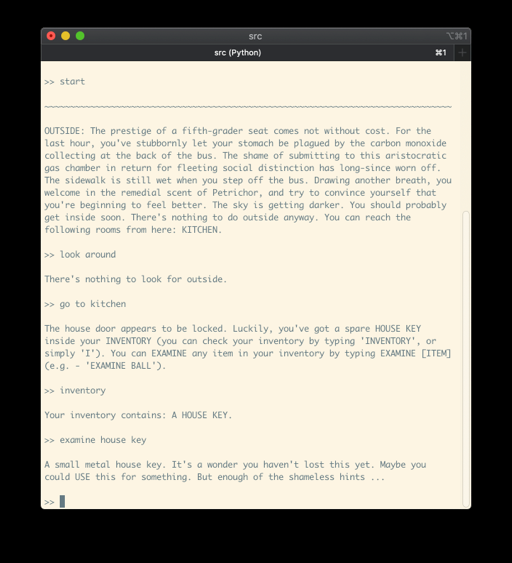 src
⌥⌘1
src (Python)
⌘1
+
>> start
~~~~~~~~~~~~~~~~~~~~~~~~~~~~~~~~~~~~~~~~~~~~~~~~~~~~~~~~~~~~~~~~~~~~~~~~~~~~~~~~
OUTSIDE: The prestige of a fifth-grader seat comes not without cost. For the
last hour, you've stubbornly let your stomach be plagued by the carbon monoxide
collecting at the back of the bus. The shame of submitting to this aristocratic
gas chamber in return for fleeting social distinction has long-since worn off.
The sidewalk is still wet when you step off the bus. Drawing another breath, you
welcome in the remedial scent of Petrichor, and try to convince yourself that
you're beginning to feel better. The sky is getting darker. You should probably
get inside soon. There's nothing to do outside anyway. You can reach the
following rooms from here: KITCHEN.
>> look around
There's nothing to look for outside.
>> go to kitchen
The house door appears to be locked. Luckily, you've got a spare HOUSE KEY
inside your INVENTORY (you can check your inventory by typing 'INVENTORY', or
simply 'I'). You can EXAMINE any item in your inventory by typing EXAMINE [ITEM]
(e.g. - 'EXAMINE BALL').
>> inventory
Your inventory contains: A HOUSE KEY.
>> examine house key
A small metal house key. It's a wonder you haven't lost this yet. Maybe you
could USE this for something. But enough of the shameless hints ...
>>